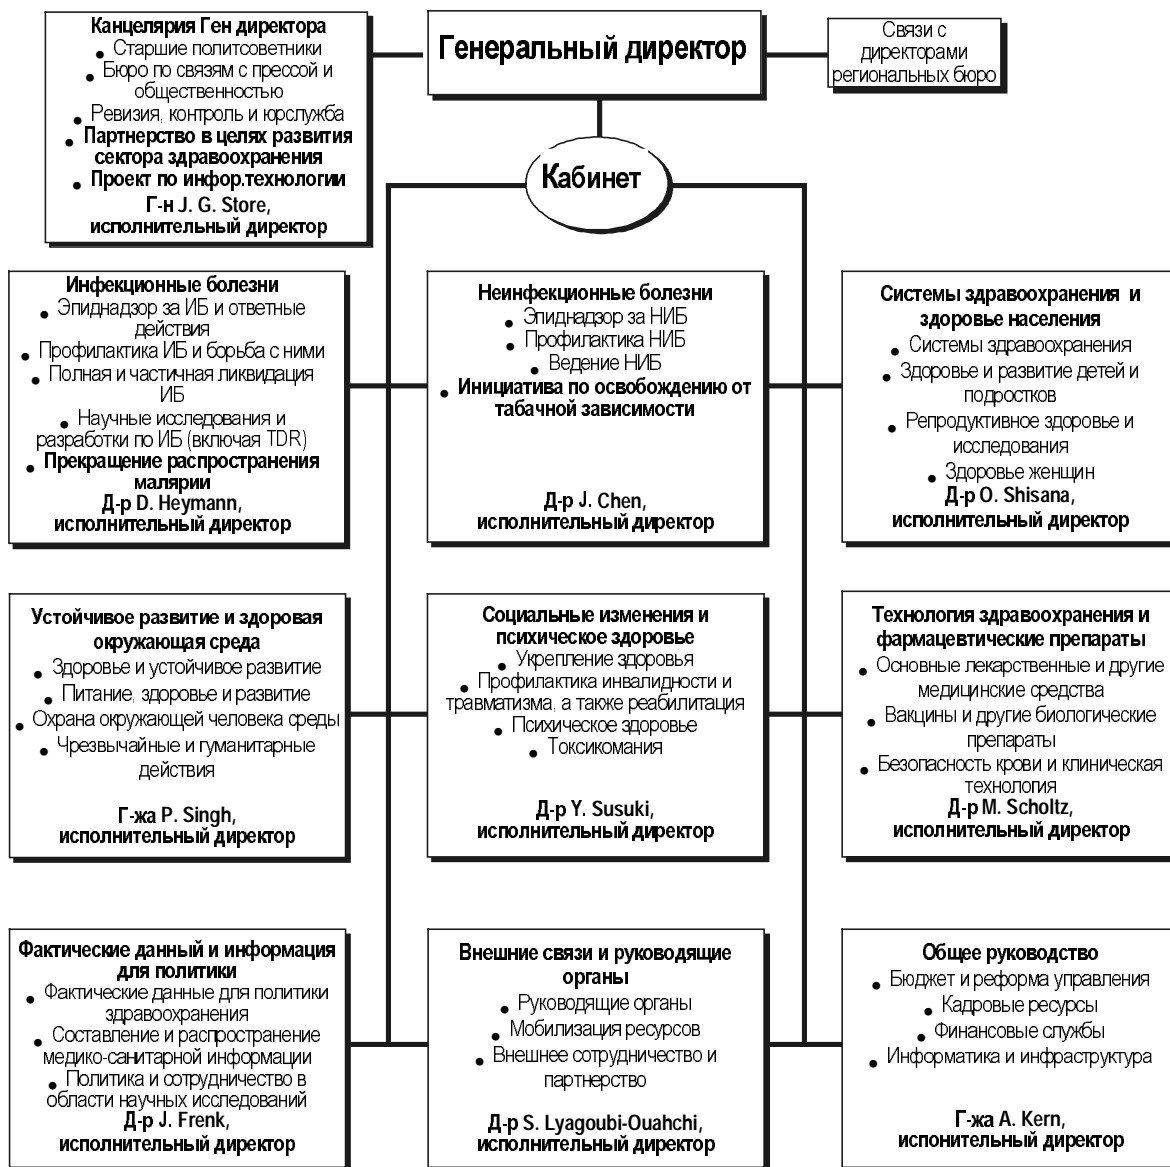 Канцелярия Ген директора
• Старшие политсоветники
• Бюро по связям с прессой и
общественностью
• Ревизия, контроль и юрслужба
• Партнерство в целях развития
сектора здравоохранения
• Проект по инфор.технологии
Г-н J. G. Store,
исполнительный директор
Генеральный директор
Связи с
директорами
региональных бюро
Кабинет
Инфекционные болезни
• Эпиднадзор за ИБ и ответные
действия
• Профилактика ИБ и борьба с ними
• Полная и частичная ликвидация
ИБ
• Научные исследования и
разработки по ИБ (включая TDR)
• Прекращение распространения
малярии
Д-р D. Heymann,
исполнительный директор
Неинфекционные болезни
• Эпиднадзор за НИБ
• Профилактика НИБ
• Ведение НИБ
• Инициатива по освобождению от
табачной зависимости
Д-р J. Chen,
исполнительный директор
Системы здравоохранения и
здоровье населения
• Системы здравоохранения
• Здоровье и развитие детей и
подростков
• Репродуктивное здоровье и
исследования
• Здоровье женщин
Д-р O. Shisana,
исполнительный директор
Устойчивое развитие и здоровая
окружающая среда
• Здоровье и устойчивое развитие
• Питание, здоровье и развитие
• Охрана окружающей человека среды
• Чрезвычайные и гуманитарные
действия
Г-жа P. Singh,
исполнительный директор
Социальные изменения и
психическое здоровье
• Укрепление здоровья
• Профилактика инвалидности и
травматизма, а также реабилитация
• Психическое здоровье
• Токсикомания
Д-р Y. Susuki,
исполнительный директор
Технология здравоохранения и
фармацевтические препараты
• Основные лекарственные и другие
медицинские средства
• Вакцины и другие биологические
препараты
• Безопасность крови и клиническая
технология
Д-р M. Scholtz,
исполнительный директор
Фактические данный и информация
для политики
• Фактические данные для политики
здравоохранения
• Составление и распространение
медико-санитарной информации
• Политика и сотрудничество в
области научных исследований
Д-р J. Frenk,
исполнительный директор
Внешние связи и руководящие
органы
• Руководящие органы
• Мобилизация ресурсов
• Внешнее сотрудничество и
партнерство
Д-р S. Lyagoubi-Ouahchi,
исполнительный директор
Общее руководство
• Бюджет и реформа управления
• Кадровые ресурсы
• Финансовые службы
• Информатика и инфраструктура
Г-жа A. Kern,
испонительный директор